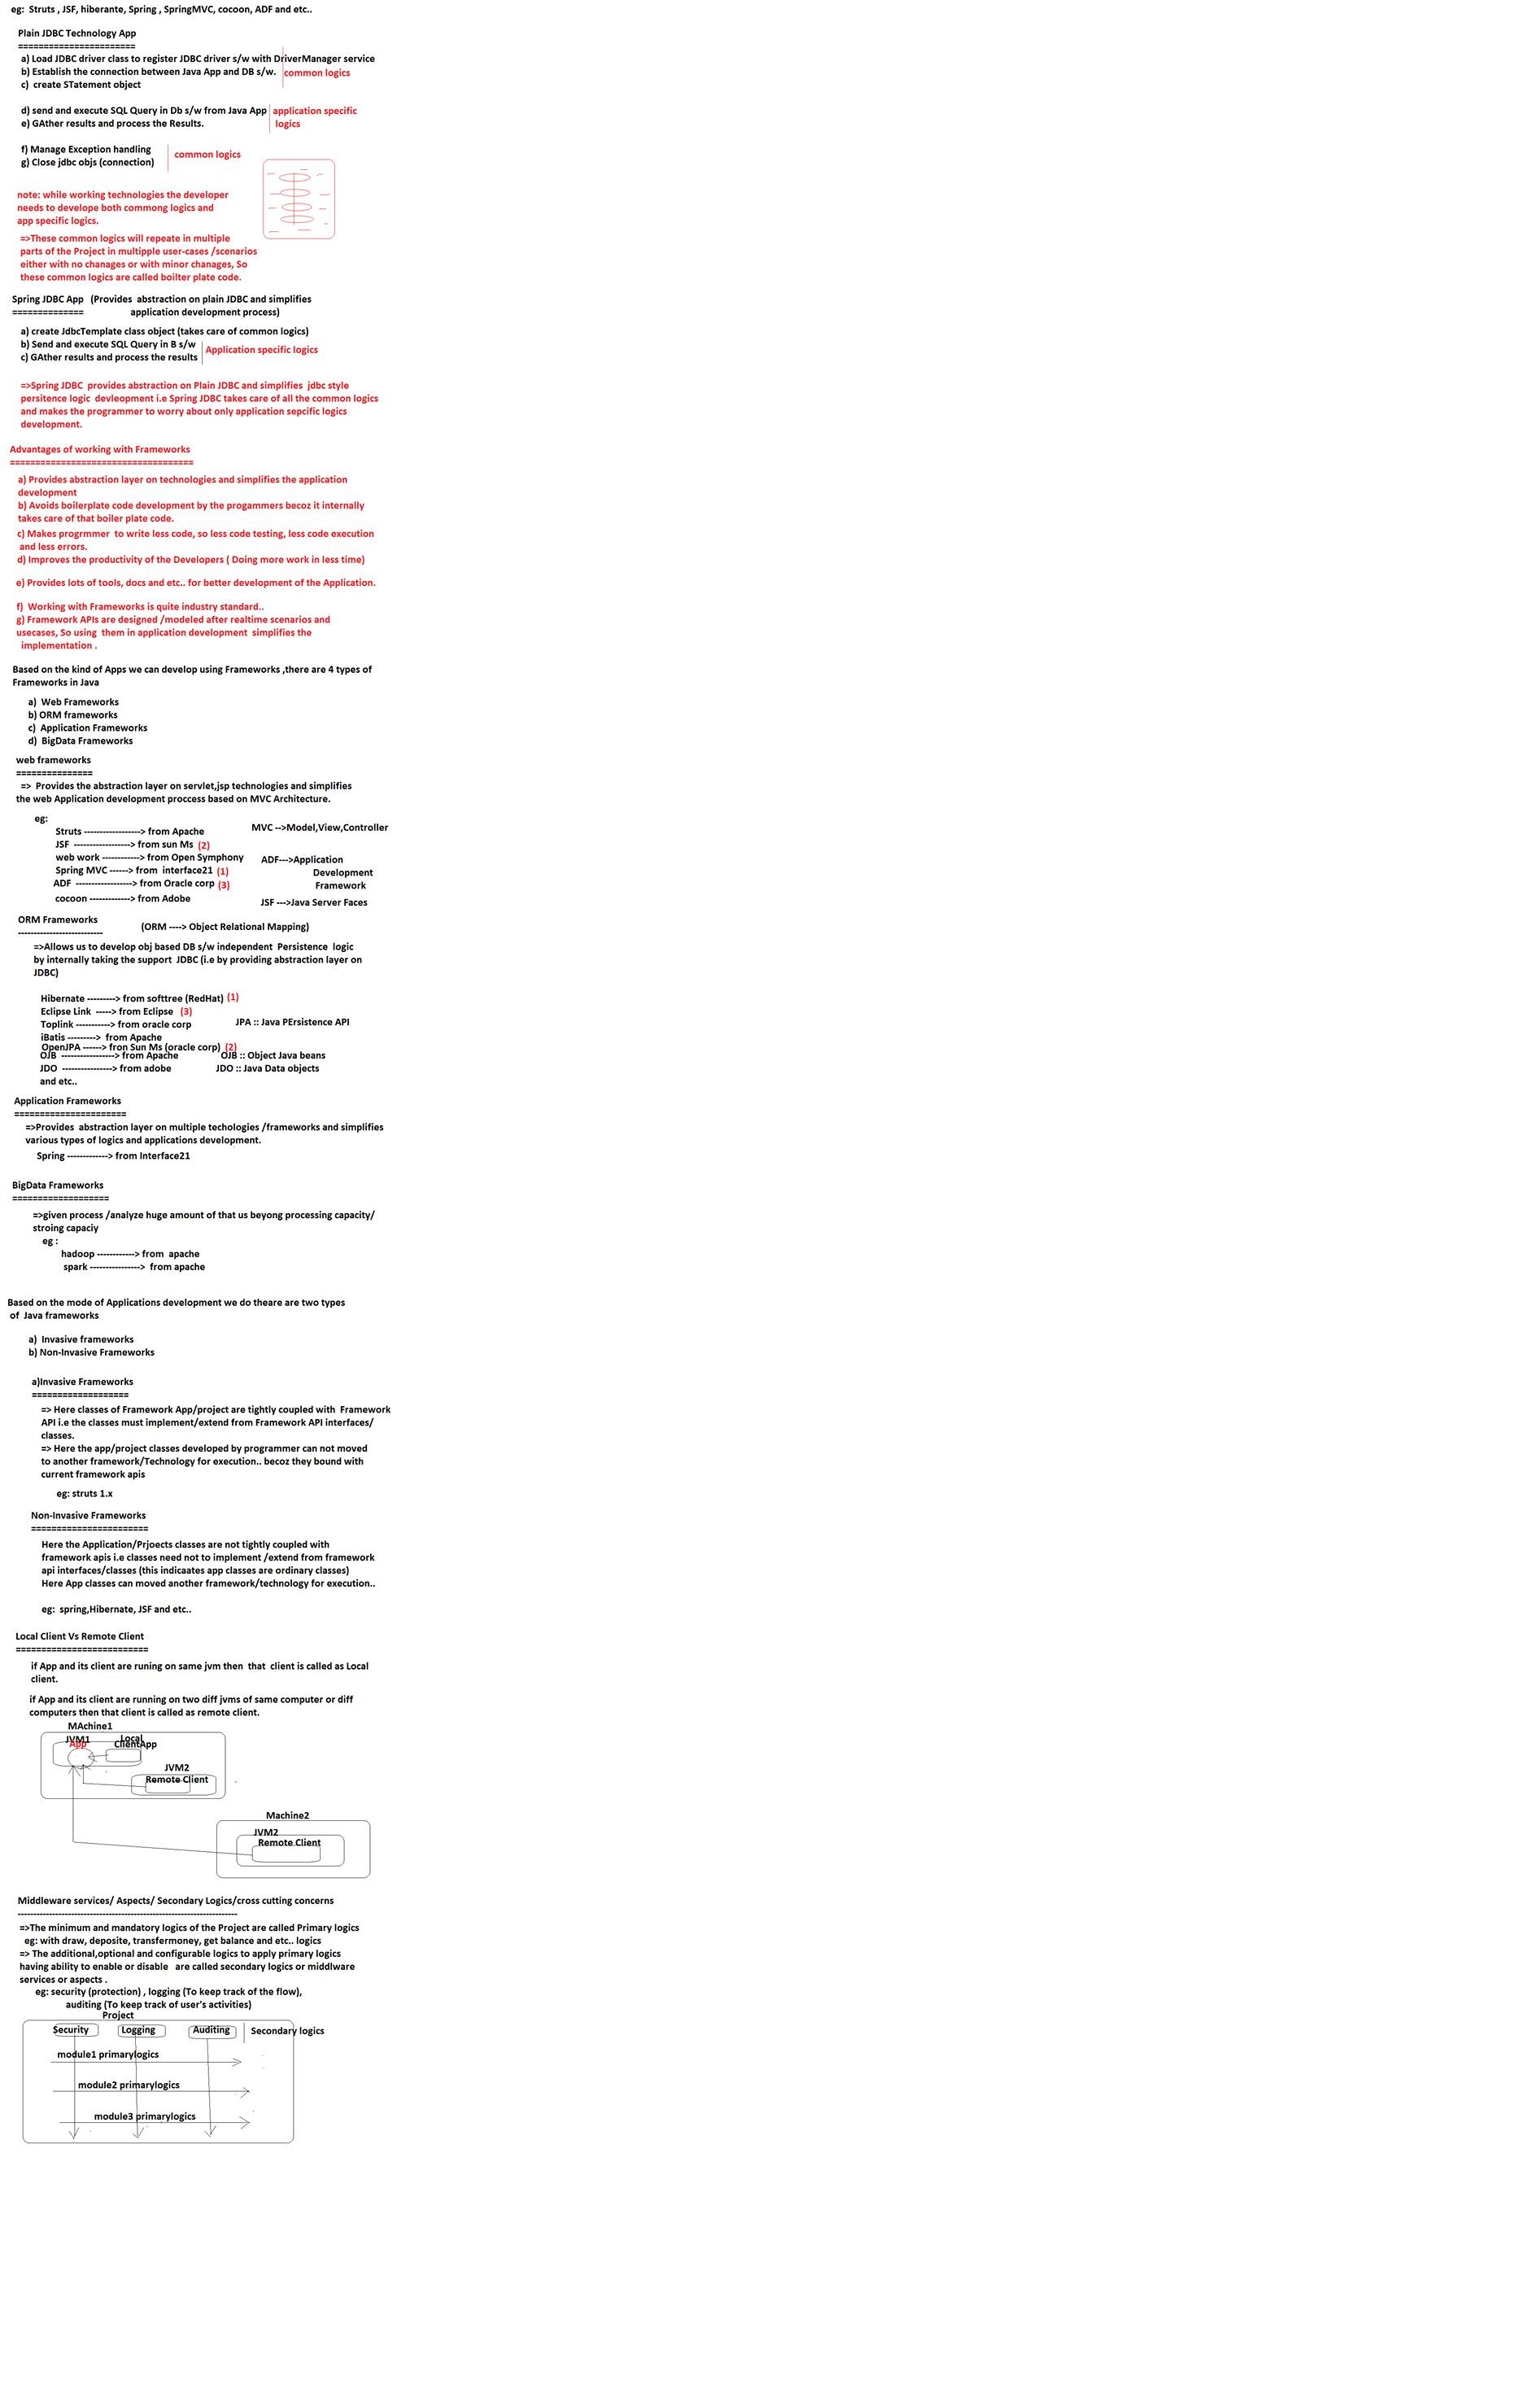 eg:  Struts , JSF, hiberante, Spring , SpringMVC, cocoon, ADF and etc..
Plain JDBC Technology App
=======================
a) Load JDBC driver class to register JDBC driver s/w with DriverManager service
b) Establish the connection between Java App and DB s/w.  common logics
c)  create STatement object
d) send and execute SQL Query in Db s/w from Java App  application specific
e) GAther results and process the Results.  logics
f) Manage Exception handling
g) Close jdbc objs (connection)  common logics
note: while working technologies the developer
needs to develope both commong logics and
app specific logics.
=>These common logics will repeate in multiple
parts of the Project in multipple user-cases /scenarios
either with no chanages or with minor chanages, So
these common logics are called boilter plate code.
Spring JDBC App   (Provides  abstraction on plain JDBC and simplifies
==============  application development process)
a) create JdbcTemplate class object (takes care of common logics)
b) Send and execute SQL Query in B s/w  Application specific logics
c) GAther results and process the results
=>Spring JDBC  provides abstraction on Plain JDBC and simplifies  jdbc style
persitence logic  devleopment i.e Spring JDBC takes care of all the common logics
and makes the programmer to worry about only application sepcific logics
development.
Advantages of working with Frameworks
====================================
a) Provides abstraction layer on technologies and simplifies the application
development
b) Avoids boilerplate code development by the progammers becoz it internally
takes care of that boiler plate code.
c) Makes progrmmer  to write less code, so less code testing, less code execution
and less errors.
d) Improves the productivity of the Developers ( Doing more work in less time)
e) Provides lots of tools, docs and etc.. for better development of the Application.
f)  Working with Frameworks is quite industry standard..
g) Framework APIs are designed /modeled after realtime scenarios and
usecases, So using  them in application development  simplifies the
implementation .
Based on the kind of Apps we can develop using Frameworks ,there are 4 types of
Frameworks in Java
a)  Web Frameworks
b) ORM frameworks
c)  Application Frameworks
d)  BigData Frameworks
web frameworks
===============
=>  Provides the abstraction layer on servlet,jsp technologies and simplifies
the web Application development proccess based on MVC Architecture.
eg:
Struts ------------------> from Apache  MVC -->Model,View,Controller
JSF  ------------------> from sun Ms  (2)
web work ------------> from Open Symphony  ADF--->Application
Spring MVC ------> from  interface21  (1)  Development
ADF  ------------------> from Oracle corp  (3)  Framework
cocoon -------------> from Adobe  JSF --->Java Server Faces
ORM Frameworks  (ORM ----> Object Relational Mapping)
---------------------------
=>Allows us to develop obj based DB s/w independent  Persistence  logic
by internally taking the support  JDBC (i.e by providing abstraction layer on
JDBC)
Hibernate ---------> from softtree (RedHat)  (1)
Eclipse Link  -----> from Eclipse   (3)
Toplink -----------> from oracle corp  JPA :: Java PErsistence API
iBatis --------->  from Apache
OpenJPA ------> fron Sun Ms (oracle corp)  (2)
OJB  -----------------> from Apache  OJB :: Object Java beans
JDO  ----------------> from adobe  JDO :: Java Data objects
and etc..
Application Frameworks
======================
=>Provides  abstraction layer on multiple techologies /frameworks and simplifies
various types of logics and applications development.
Spring -------------> from Interface21
BigData Frameworks
===================
=>given process /analyze huge amount of that us beyong processing capacity/
stroing capaciy
eg :
hadoop ------------> from  apache
spark ---------------->  from apache
Based on the mode of Applications development we do theare are two types
of  Java frameworks
a)  Invasive frameworks
b) Non-Invasive Frameworks
a)Invasive Frameworks
===================
=> Here classes of Framework App/project are tightly coupled with  Framework
API i.e the classes must implement/extend from Framework API interfaces/
classes.
=> Here the app/project classes developed by programmer can not moved
to another framework/Technology for execution.. becoz they bound with
current framework apis
eg: struts 1.x
Non-Invasive Frameworks
=======================
Here the Application/Prjoects classes are not tightly coupled with
framework apis i.e classes need not to implement /extend from framework
api interfaces/classes (this indicaates app classes are ordinary classes)
Here App classes can moved another framework/technology for execution..
eg:  spring,Hibernate, JSF and etc..
Local Client Vs Remote Client
==========================
if App and its client are runing on same jvm then  that  client is called as Local
client.
if App and its client are running on two diff jvms of same computer or diff
computers then that client is called as remote client.
MAchine1
JVM1  Local
App  ClientApp
JVM2
Remote Client
Machine2
JVM2
Remote Client
Middleware services/ Aspects/ Secondary Logics/cross cutting concerns
----------------------------------------------------------------------
=>The minimum and mandatory logics of the Project are called Primary logics
eg: with draw, deposite, transfermoney, get balance and etc.. logics
=> The additional,optional and configurable logics to apply primary logics
having ability to enable or disable   are called secondary logics or middlware
services or aspects .
eg: security (protection) , logging (To keep track of the flow),
auditing (To keep track of user's activities)
Project
Security  Logging  Auditing  Secondary logics
module1 primarylogics
module2 primarylogics
module3 primarylogics